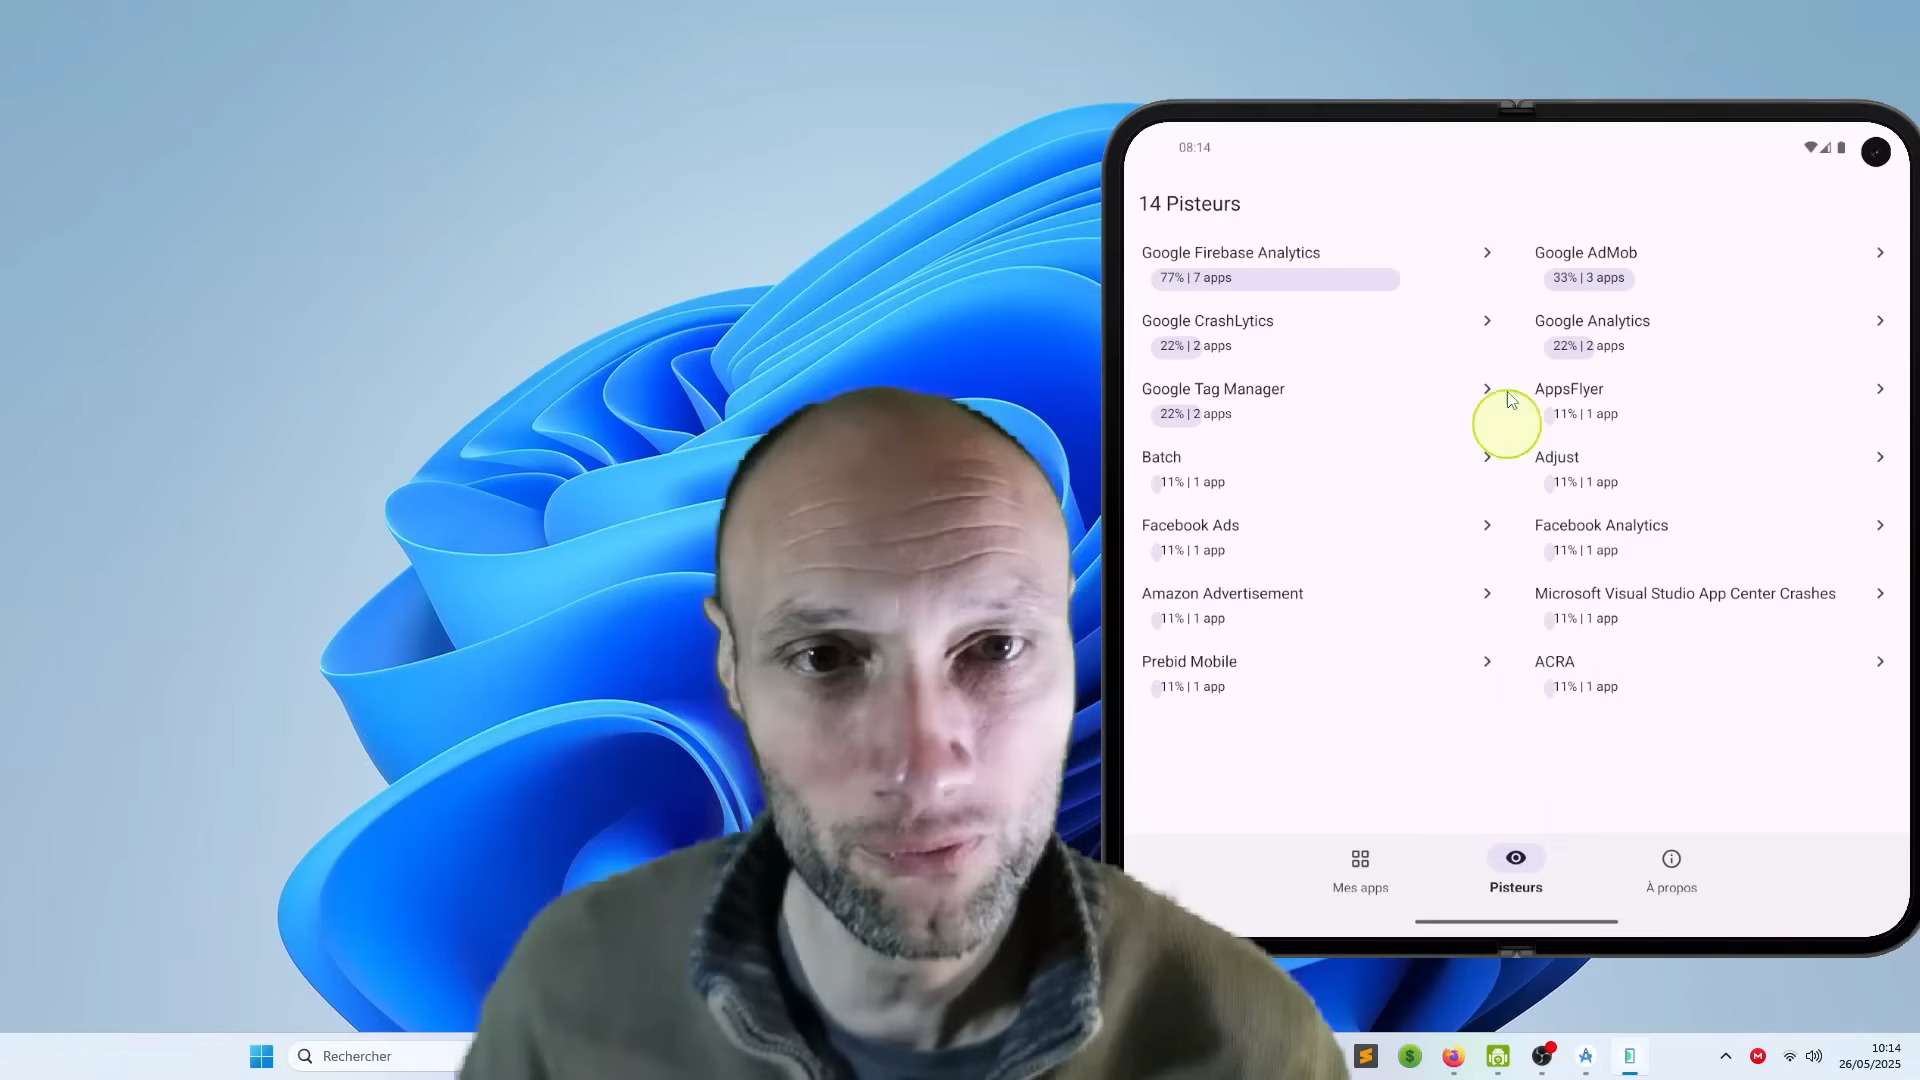 08:14
14 Pisteurs
Google Firebase Analytics
77% | 7 apps
Google AdMob
33% | 3 apps
Google CrashLytics
22% | 2 apps
Google Analytics
22% | 2 apps
Google Tag Manager
22% | 2 apps
AppsFlyer
11% | 1 app
Batch
11% | 1 app
Adjust
11% | 1 app
Facebook Ads
11% | 1 app
Facebook Analytics
11% | 1 app
Amazon Advertisement
11% | 1 app
Microsoft Visual Studio App Center Crashes
11% | 1 app
Prebid Mobile
11% | 1 app
ACRA
11% | 1 app
Mes apps
Pisteurs
À propos
Rechercher
10:14
26/05/2025